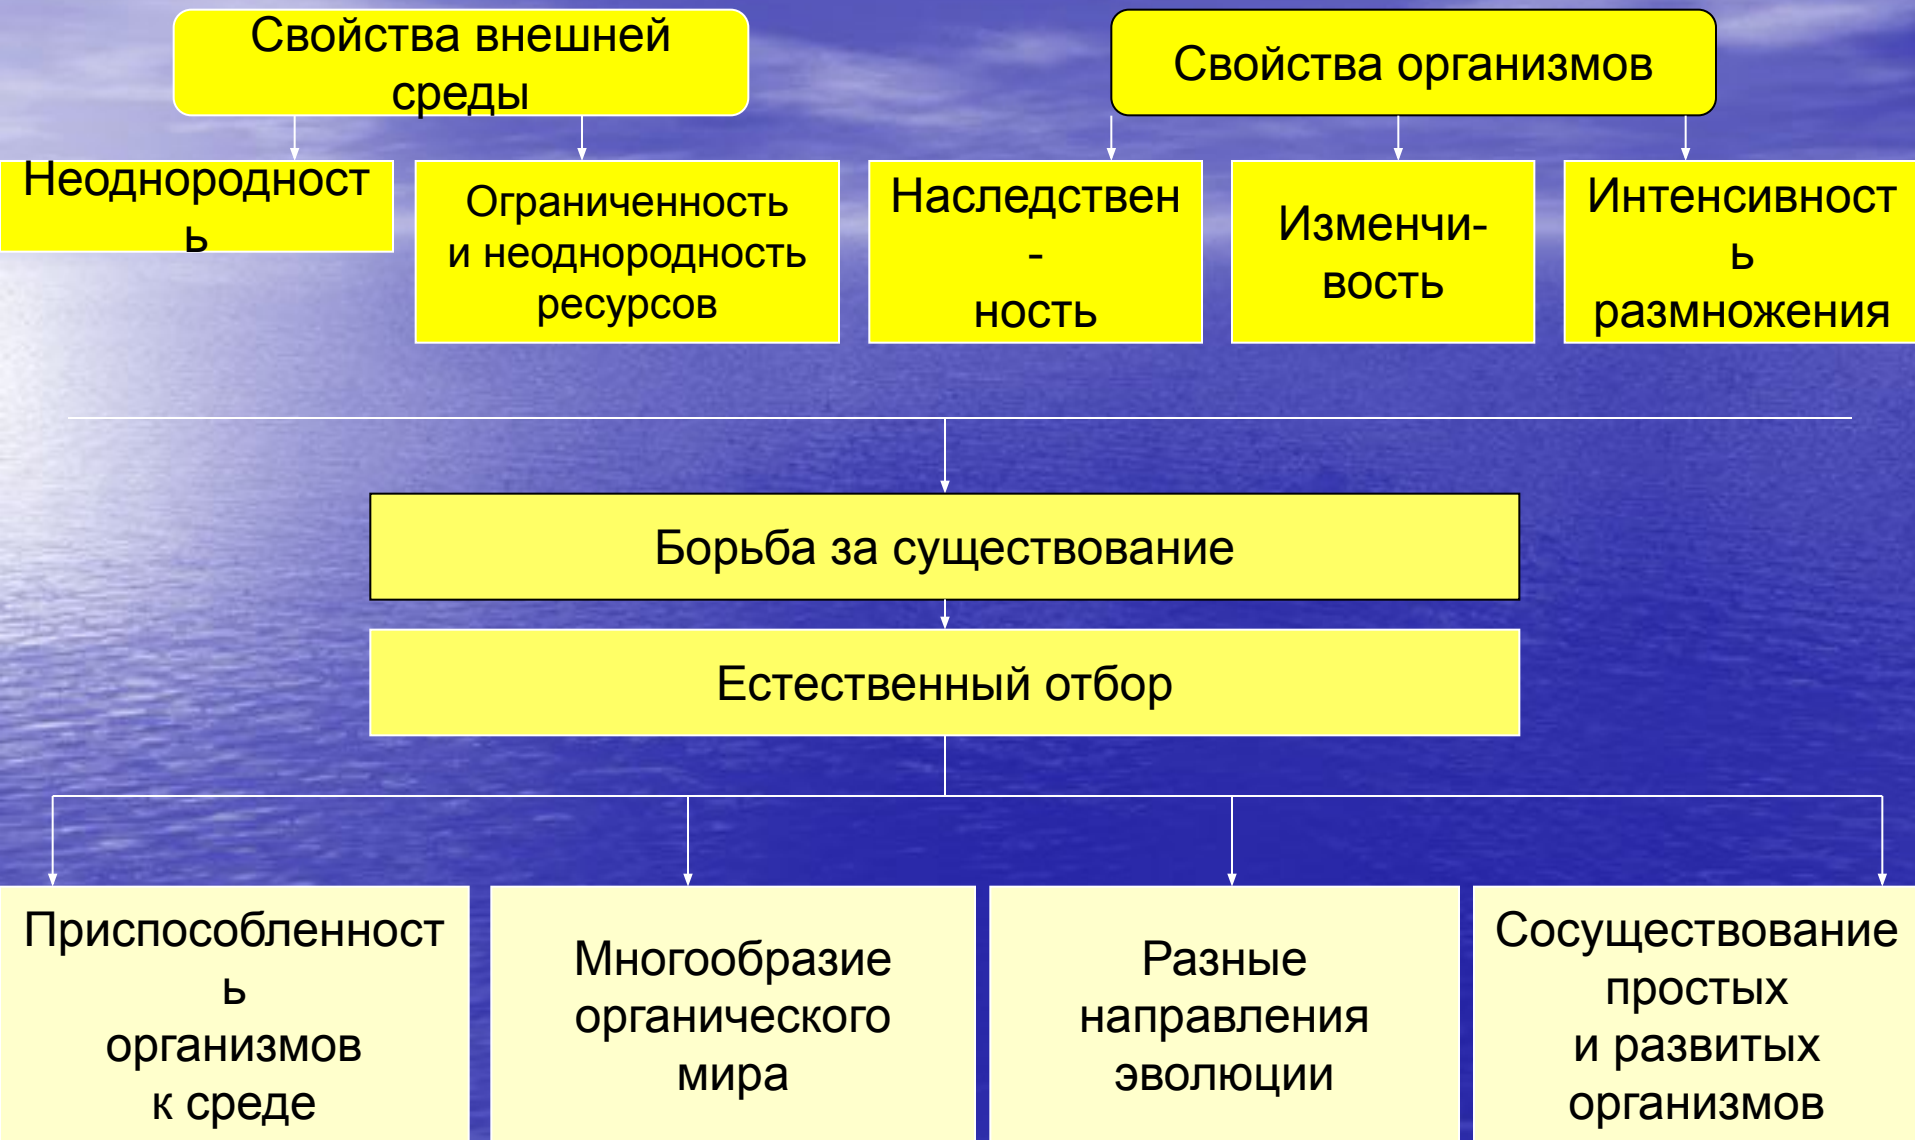 Свойства внешней
среды
Свойства организмов
Неоднородност
ь
Ограниченность
и неоднородность
ресурсов
Наследствен
-
ность
Изменчи-
вость
Интенсивност
ь
размножения
Борьба за существование
Естественный отбор
Приспособленност
ь
организмов
к среде
Многообразие
органического
мира
Разные
направления
эволюции
Сосуществование
простых
и развитых
организмов